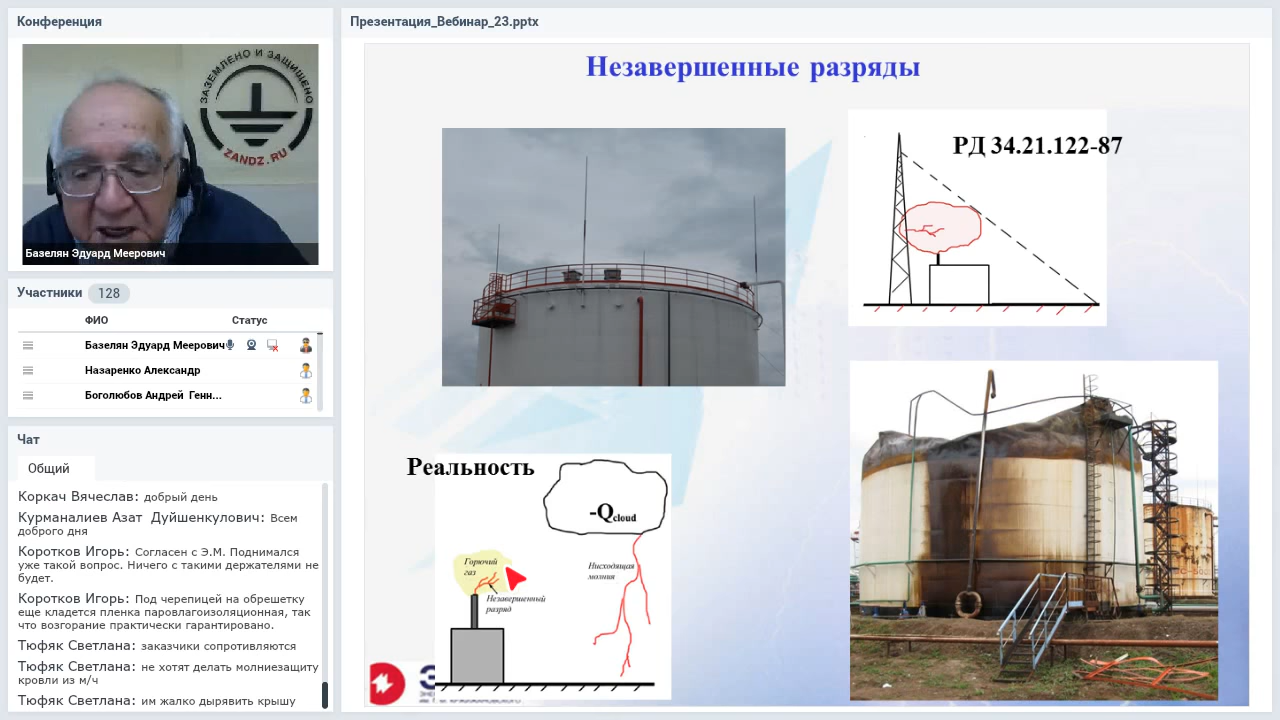 Конференция
ЗАЗЕМЛЕНО И ЗАЩИЩЕНО
ZANDZ.RU
Базелян Эдуард Меерович
Участники 128
ФИО Статус
Базелян Эдуард Меерович
Назаренко Александр
Боголюбов Андрей Генн...
Чат
Общий
Коркач Вячеслав: добрый день
Курманалиев Азат Дуйшенкулович: Всем
доброго дня
Коротков Игорь: Согласен с Э.М. Поднимался
уже такой вопрос. Ничего с такими держателями не
будет.
Коротков Игорь: Под черепицей на обрешетку
еще кладется пленка паровлагоизоляционная, так
что возгорание практически гарантировано.
Тюфяк Светлана: заказчики сопротивляются
Тюфяк Светлана: не хотят делать молниезащиту
кровли из м/ч
Тюфяк Светлана: им жалко дырявить крышу
Презентация_Вебинар_23.pptx
Незавершенные разряды
РД 34.21.122-87
Реальность
-Qcloud
Горючий
газ
Незавершенный
разряд
Нисходящая
молния